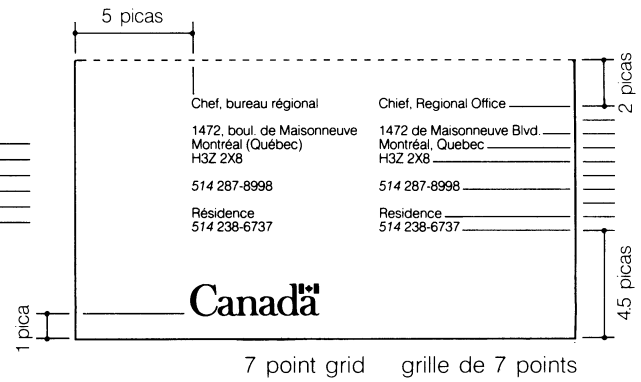 5 picas
2 picas
Chef, bureau régional
1472, boul. de Maisonneuve
Montréal (Québec)
H3Z 2X8
514 287-8998
Résidence
514 238-6737
Chief, Regional Office
1472 de Maisonneuve Blvd.
Montréal, Quebec
H3Z 2X8
514 287-8998
Residence
514 238-6737
4.5 picas
Canada
1 pica
7 point grid grille de 7 points